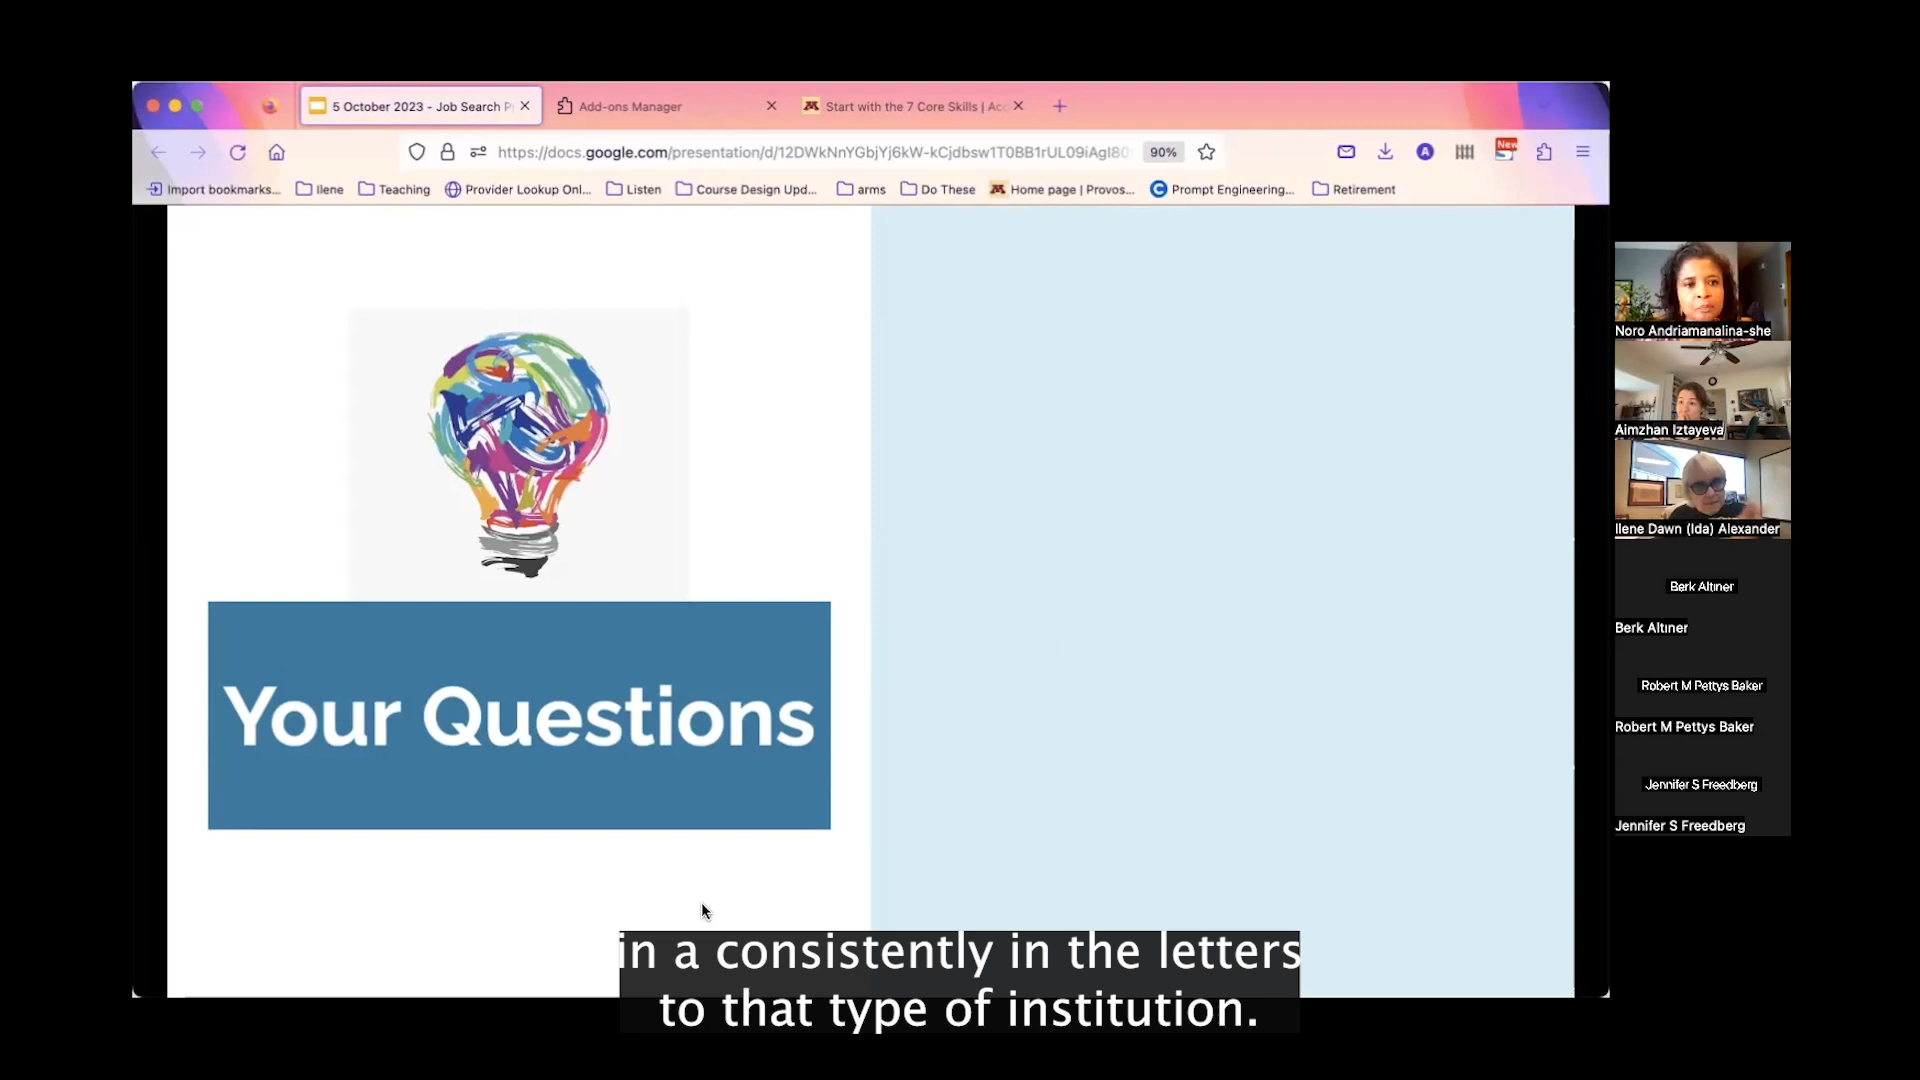 5 October 2023 - Job Search P
Add-ons Manager
Start with the 7 Core Skills | Acc
https://docs.google.com/presentation/d/12DWkNnYGbjYj6kW-kCjdbsw1T0BB1rUL09iAgI80
90%
A
New
Import bookmarks...
Ilene
Teaching
Provider Lookup Onl...
Listen
Course Design Upd...
arms
Do These
Home page | Provos...
Prompt Engineering...
Retirement
Your Questions
Noro Andriamanalina-she
Aimzhan Iztayeva
Ilene Dawn (Ida) Alexander
Berk Altıner
Berk Altıner
Robert M Pettys Baker
Robert M Pettys Baker
Jennifer S Freedberg
Jennifer S Freedberg
in a consistently in the letters
to that type of institution.